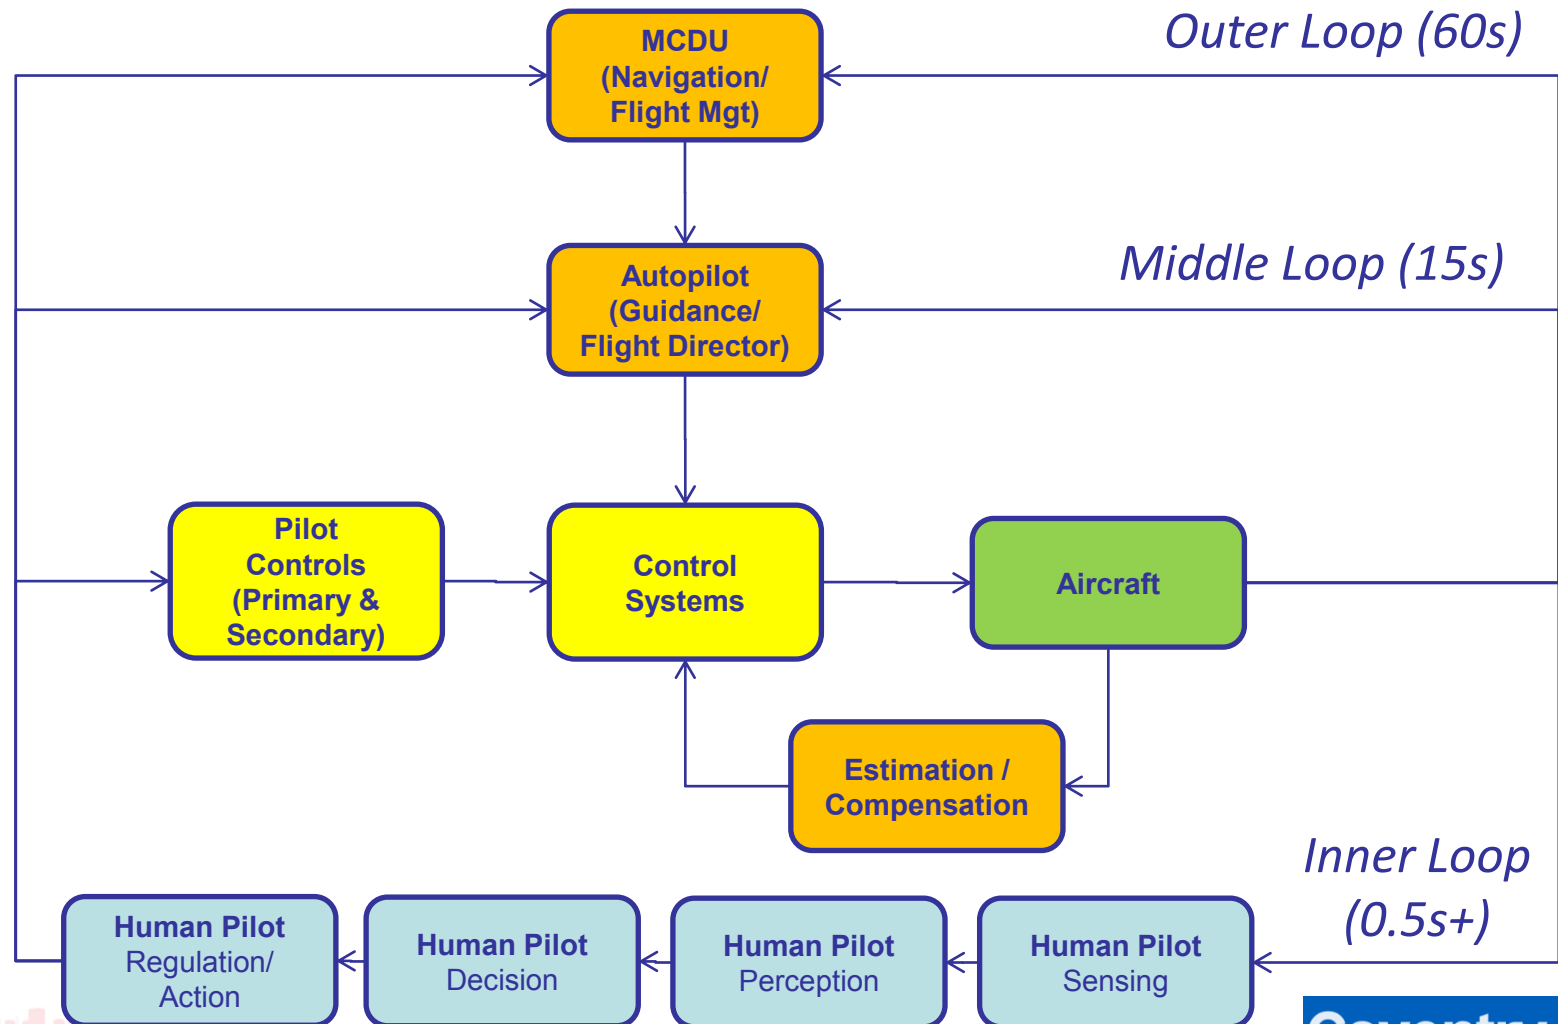 MCDU
(Navigation/
Flight Mgt)
Outer Loop (60s)
Autopilot
(Guidance/
Flight Director)
Middle Loop (15s)
Pilot
Controls
(Primary &
Secondary)
Control
Systems
Aircraft
Estimation /
Compensation
Inner Loop
(0.5s+)
Human Pilot
Regulation/
Action
Human Pilot
Decision
Human Pilot
Perception
Human Pilot
Sensing
Coventry